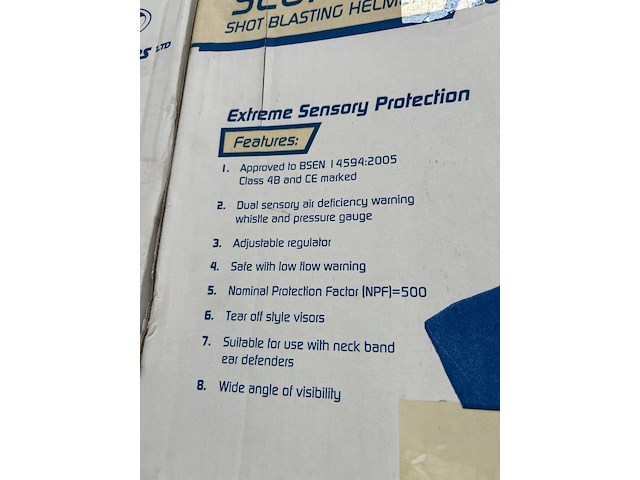 SHOT BLASTING HELM
LTD
Extreme Sensory Protection
Features:
1. Approved to BSEN 14594:2005
Class 4B and CE marked
2. Dual sensory air deficiency warning
whistle and pressure gauge
3. Adjustable regulator
4. Safe with low flow warning
5. Nominal Protection Factor (NPF)=500
6. Tear off style visors
7. Suitable for use with neck band
ear defenders
8. Wide angle of visibility